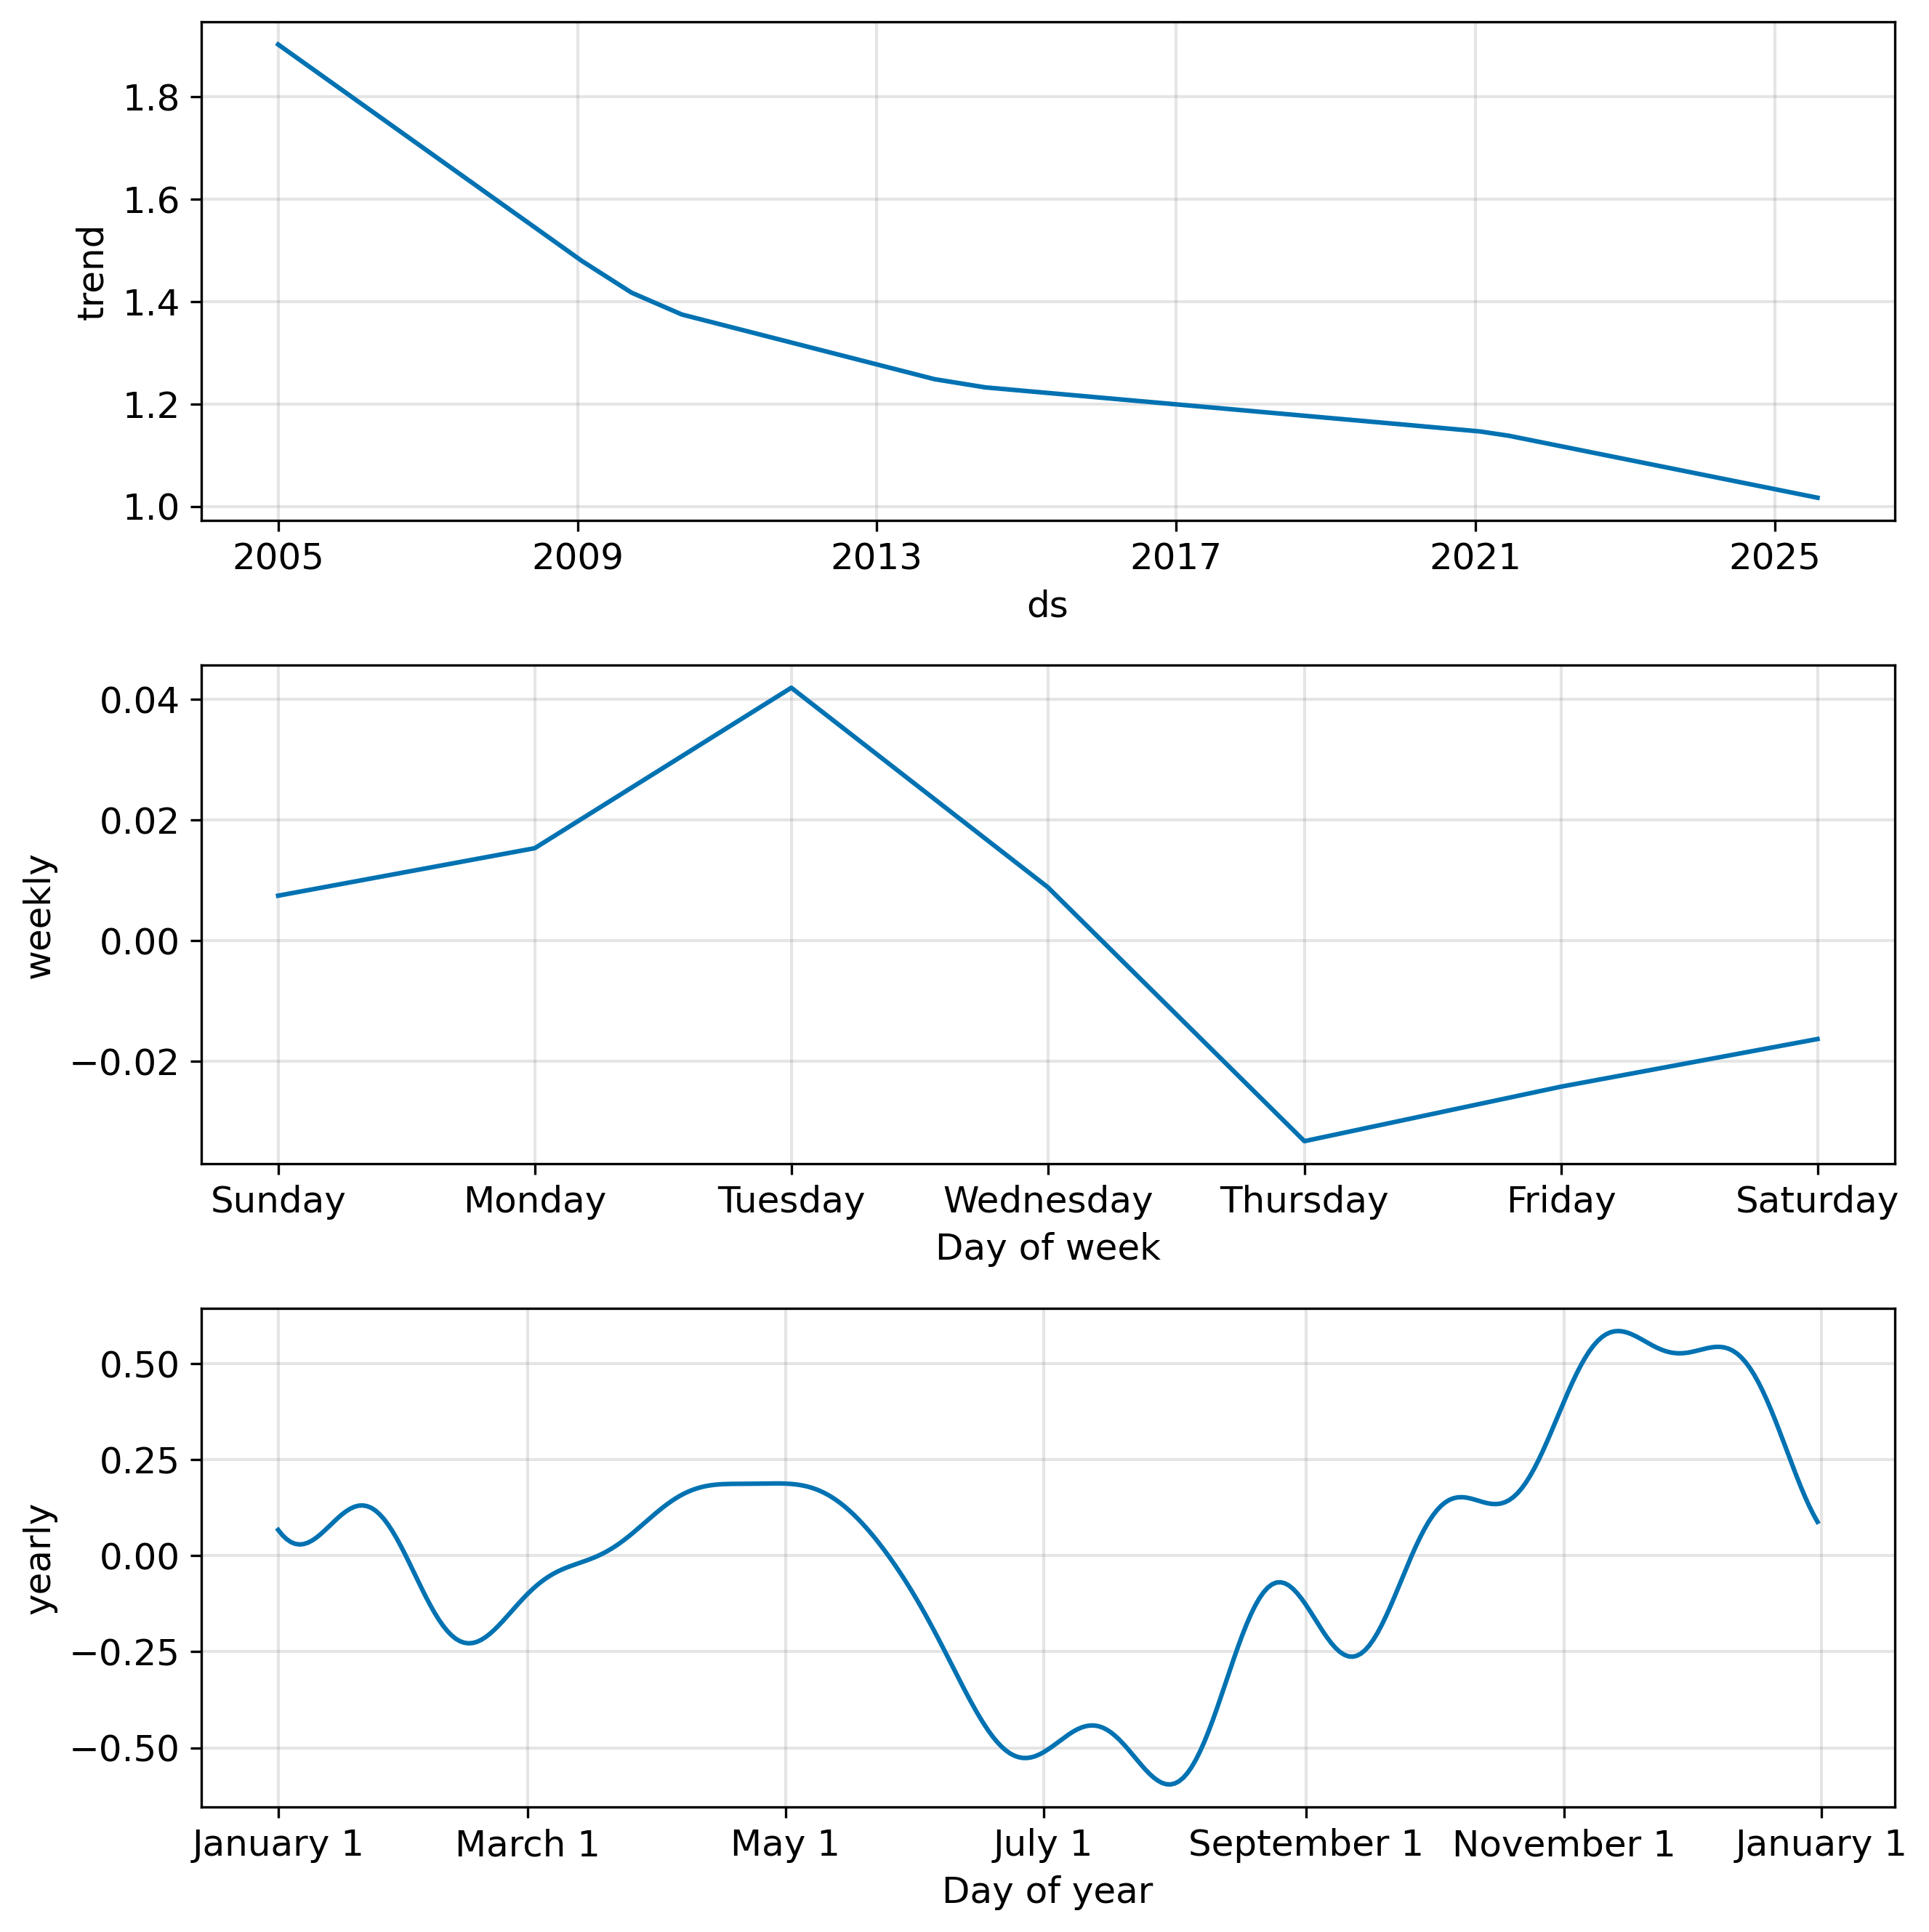 trend
1.8
1.6
1.4
1.2
1.0
2005 2009 2013 2017 2021 2025
ds
weekly
0.04
0.02
0.00
−0.02
Sunday Monday Tuesday Wednesday Thursday Friday Saturday
Day of week
yearly
0.50
0.25
0.00
−0.25
−0.50
January 1 March 1 May 1 July 1 September 1 November 1 January 1
Day of year